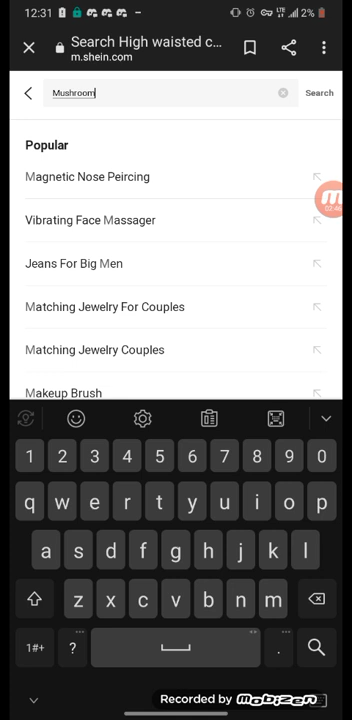 12:31 LTE 2%
Search High waisted c...
m.shein.com
Mushroom Search
Popular
Magnetic Nose Peircing
Vibrating Face Massager
Jeans For Big Men
Matching Jewelry For Couples
Matching Jewelry Couples
Makeup Brush
1 2 3 4 5 6 7 8 9 0
q w e r t y u i o p
a s d f g h j k l
z x c v b n m
1#+ ? .
Recorded by MOBIZEN